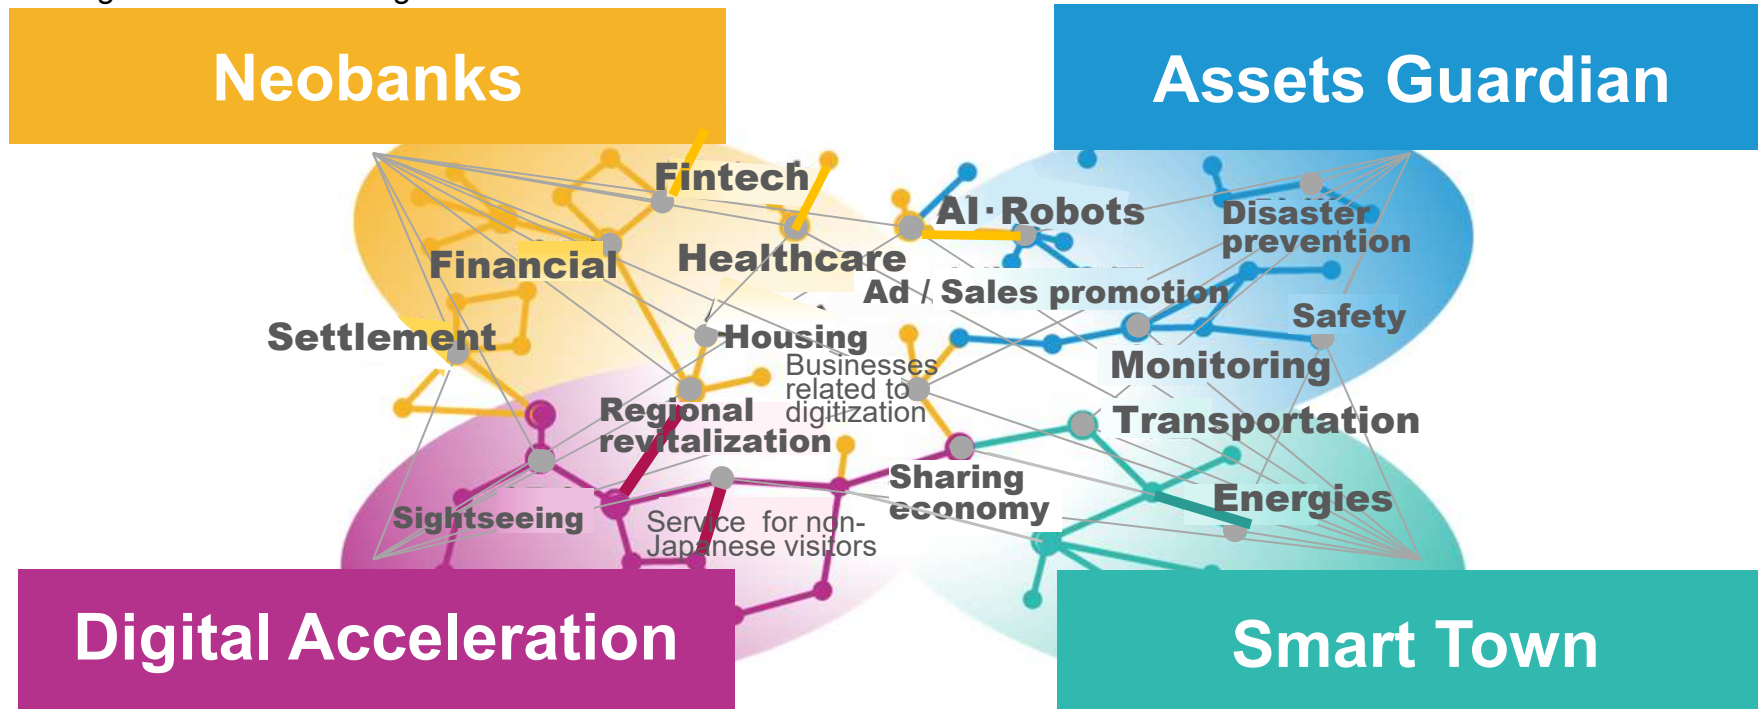 Neobanks
Assets Guardian
Fintech
AI·Robots
Disaster
prevention
Financial
Healthcare
Ad / Sales promotion
Settlement
Housing
Safety
Businesses
related to
digitization
Monitoring
Regional
revitalization
Transportation
Sharing
economy
Sightseeing
Service for non-
Japanese visitors
Energies
Digital Acceleration
Smart Town